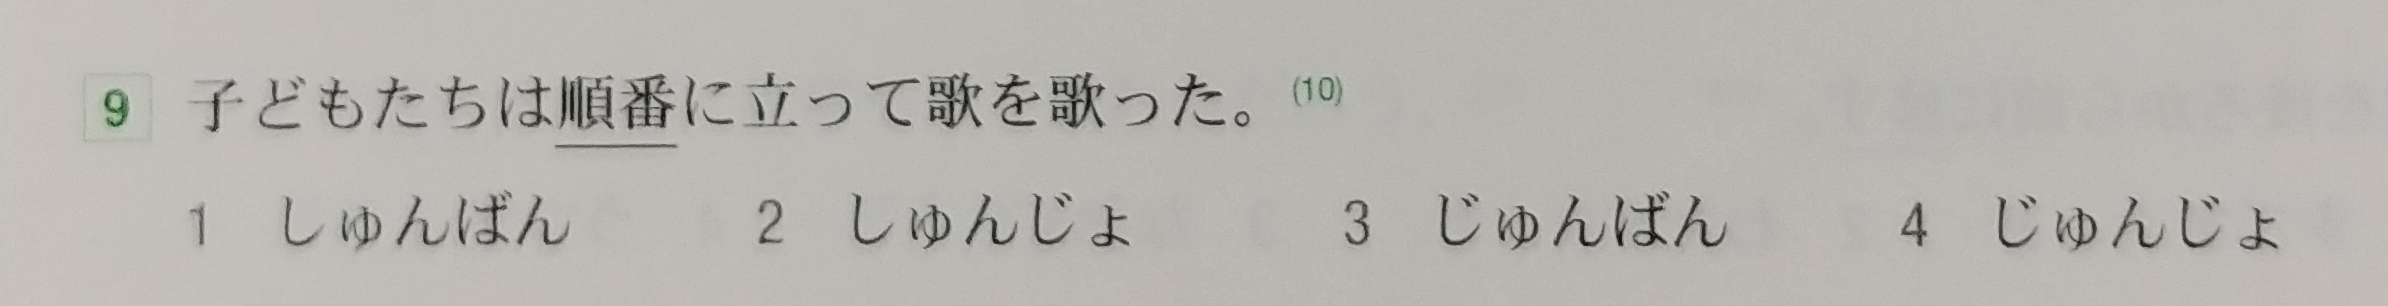 9 子どもたちは順番に立って歌を歌った。(10)
1 しゅんばん 2 しゅんじょ 3 じゅんばん 4 じゅんじょ